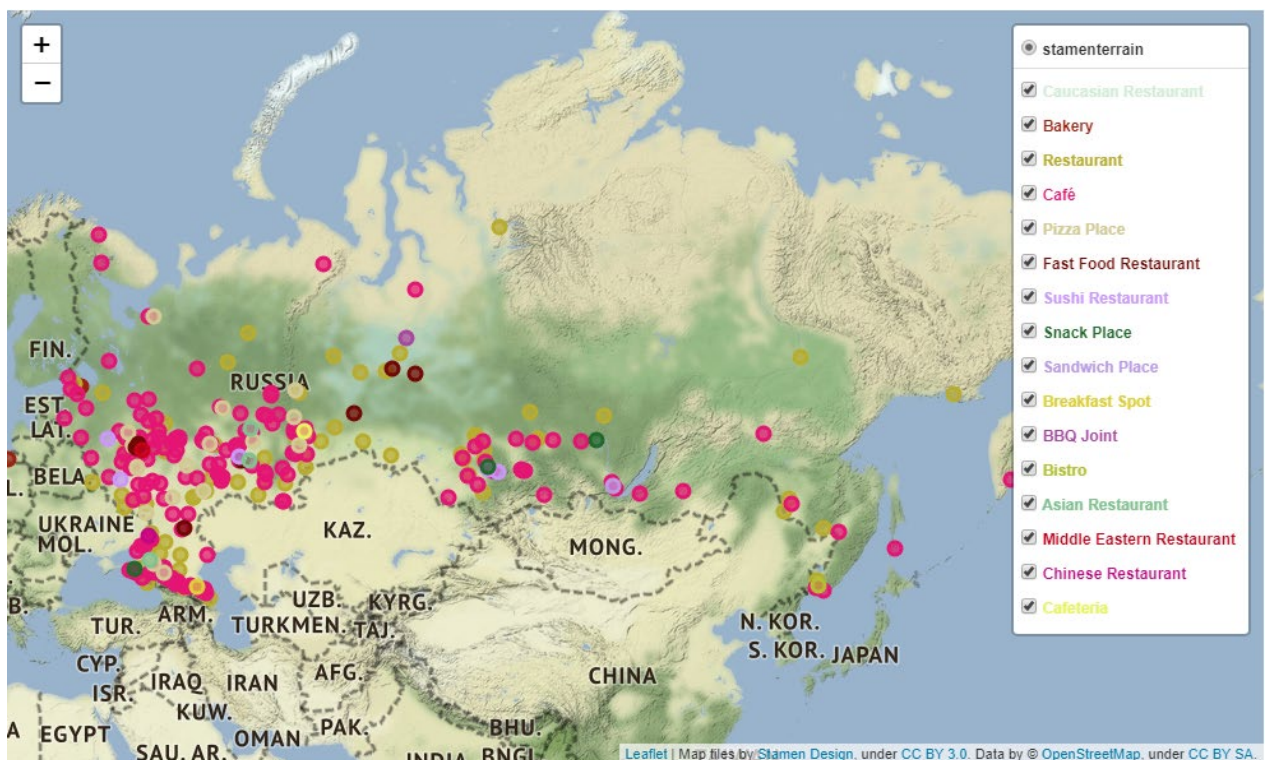 +
−
stamenterrain
Caucasian Restaurant
Bakery
Restaurant
Café
Pizza Place
Fast Food Restaurant
Sushi Restaurant
Snack Place
Sandwich Place
Breakfast Spot
BBQ Joint
Bistro
Asian Restaurant
Middle Eastern Restaurant
Chinese Restaurant
Cafeteria
FIN.
RUSSIA
EST.
LAT.
BELA
L.
UKRAINE
MOL.
KAZ.
MONG.
B.
UZB.
KYRG.
ARM.
TUR.
TURKMEN.
TAJ.
N. KOR.
S. KOR.
JAPAN
CYP.
ISR.
IRAQ
IRAN
AFG.
CHINA
KUW.
A
EGYPT
OMAN
PAK.
BHU.
SAU. AR.
INDIA
BNGL
Leaflet | Map tiles by Stamen Design, under CC BY 3.0. Data by © OpenStreetMap, under CC BY SA.